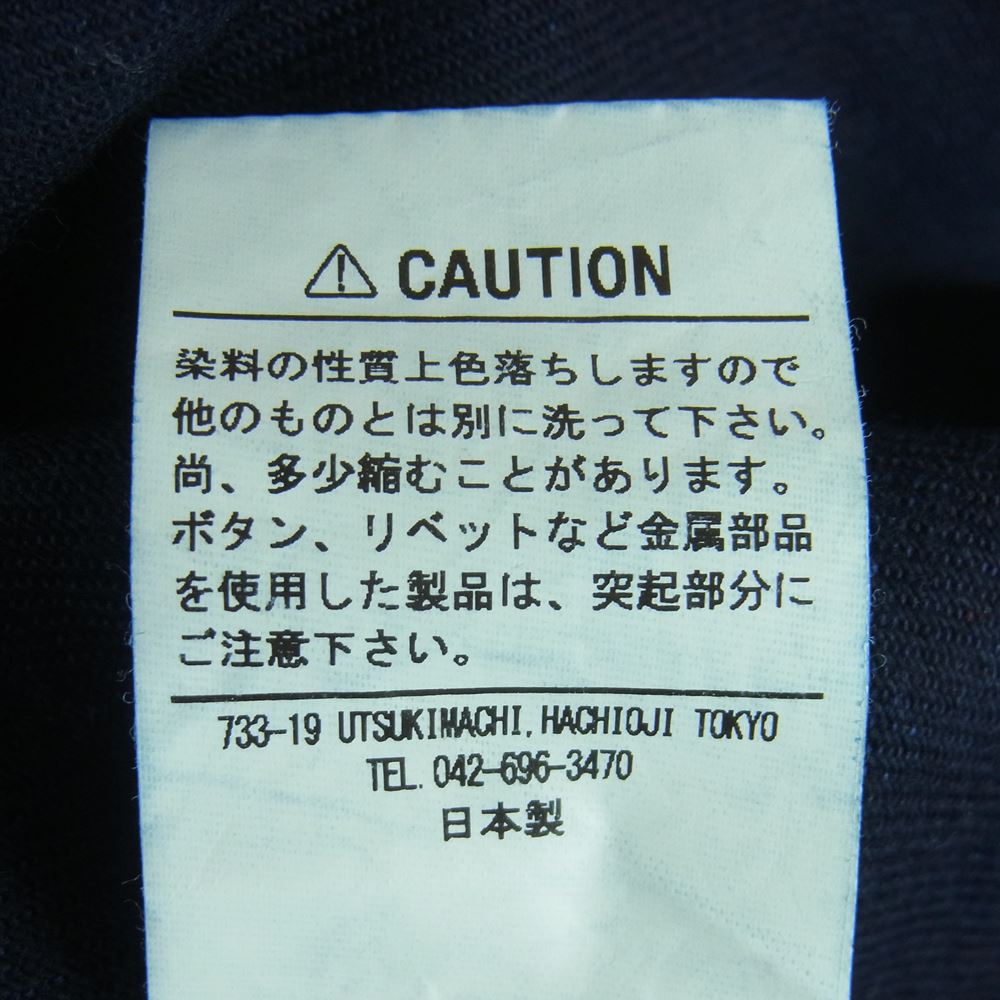 ⚠ CAUTION
染料の性質上色落ちしますので
他のものとは別に洗って下さい。
尚、多少縮むことがあります。
ボタン、リベットなど金属部品
を使用した製品は、突起部分に
ご注意下さい。
733-19 UTSUKIMACHI, HACHIOJI TOKYO
TEL. 042-696-3470
日本製